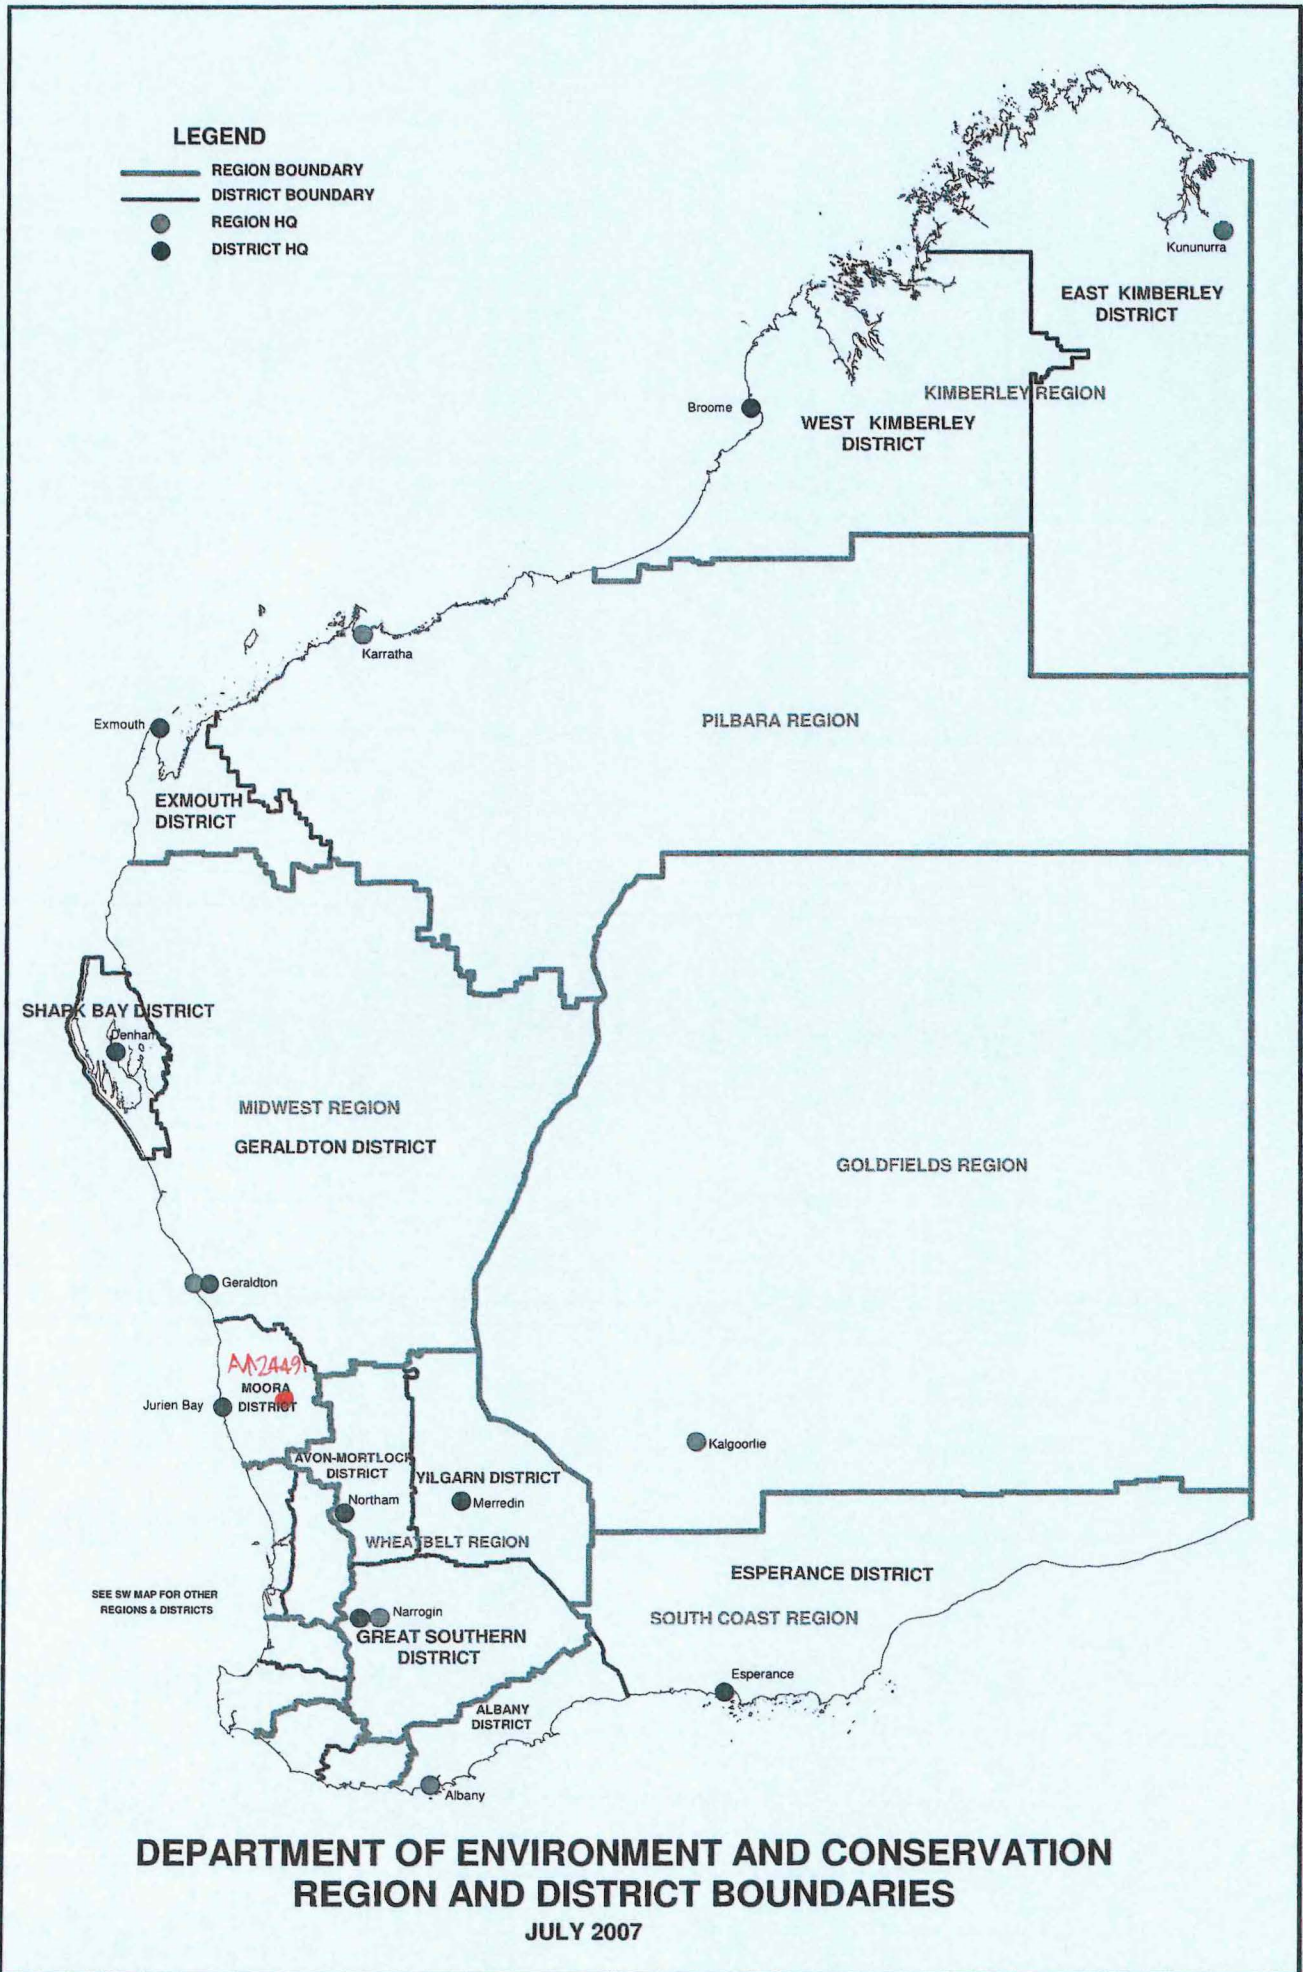 LEGEND
REGION BOUNDARY
DISTRICT BOUNDARY
REGION HQ
DISTRICT HQ
Kununurra
EAST KIMBERLEY
DISTRICT
KIMBERLEY REGION
Broome
WEST KIMBERLEY
DISTRICT
Karratha
Exmouth
PILBARA REGION
EXMOUTH
DISTRICT
SHARK BAY DISTRICT
Denham
MIDWEST REGION
GERALDTON DISTRICT
GOLDFIELDS REGION
Geraldton
MOORA
DISTRICT
Jurien Bay
Kalgoorlie
AVON-MORTLOCK
DISTRICT
YILGARN DISTRICT
Northam
Merredin
WHEATBELT REGION
ESPERANCE DISTRICT
SEE SW MAP FOR OTHER
REGIONS & DISTRICTS
Narrogin
SOUTH COAST REGION
GREAT SOUTHERN
DISTRICT
Esperance
ALBANY
DISTRICT
Albany
DEPARTMENT OF ENVIRONMENT AND CONSERVATION
REGION AND DISTRICT BOUNDARIES
JULY 2007